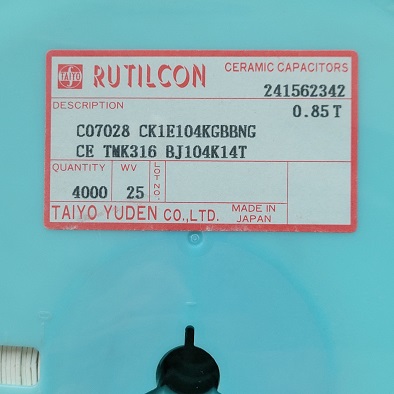 TAIYO RUTILCON CERAMIC CAPACITORS
241562342
DESCRIPTION 0.85T
C07028 CK1E104KGBBNG
CE TMK316 BJ104K14T
QUANTITY WV LOT NO.
4000 25
TAIYO YUDEN CO.,LTD. MADE IN JAPAN